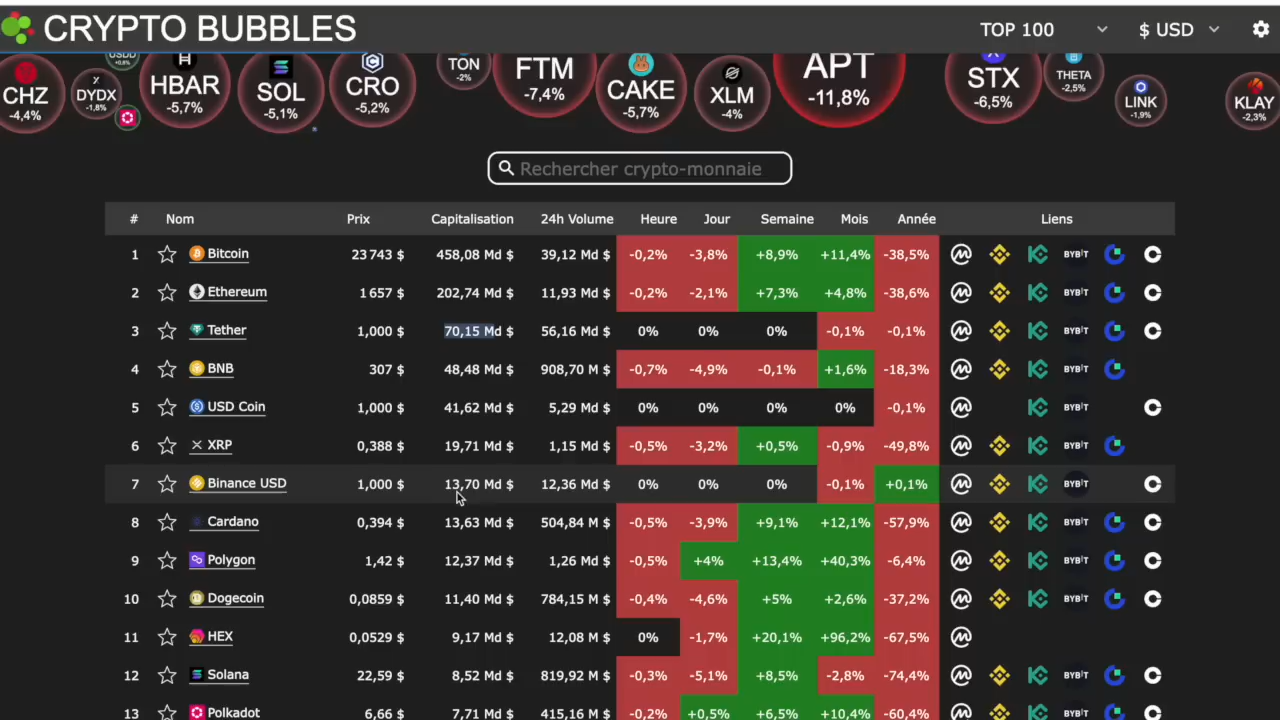 CRYPTO BUBBLES
TOP 100
$ USD
CHZ
-4,4%
DYDX
-1,8%
USDD
+0,6%
HBAR
-5,7%
SOL
-5,1%
CRO
-5,2%
TON
-2%
FTM
-7,4%
CAKE
-5,7%
XLM
-4%
APT
-11,8%
STX
-6,5%
THETA
-2,5%
LINK
-1,9%
KLAY
-2,3%
Rechercher crypto-monnaie
# Nom Prix Capitalisation 24h Volume Heure Jour Semaine Mois Année Liens
1 Bitcoin 23 743 $ 458,08 Md $ 39,12 Md $ -0,2% -3,8% +8,9% +11,4% -38,5% BYBIT
2 Ethereum 1 657 $ 202,74 Md $ 11,93 Md $ -0,2% -2,1% +7,3% +4,8% -38,6% BYBIT
3 Tether 1,000 $ 70,15 Md $ 56,16 Md $ 0% 0% 0% -0,1% -0,1% BYBIT
4 BNB 307 $ 48,48 Md $ 908,70 M $ -0,7% -4,9% -0,1% +1,6% -18,3% BYBIT
5 USD Coin 1,000 $ 41,62 Md $ 5,29 Md $ 0% 0% 0% 0% -0,1% BYBIT
6 XRP 0,388 $ 19,71 Md $ 1,15 Md $ -0,5% -3,2% +0,5% -0,9% -49,8% BYBIT
7 Binance USD 1,000 $ 13,70 Md $ 12,36 Md $ 0% 0% 0% -0,1% +0,1% BYBIT
8 Cardano 0,394 $ 13,63 Md $ 504,84 M $ -0,5% -3,9% +9,1% +12,1% -57,9% BYBIT
9 Polygon 1,42 $ 12,37 Md $ 1,26 Md $ -0,5% +4% +13,4% +40,3% -6,4% BYBIT
10 Dogecoin 0,0859 $ 11,40 Md $ 784,15 M $ -0,4% -4,6% +5% +2,6% -37,2% BYBIT
11 HEX 0,0529 $ 9,17 Md $ 12,08 M $ 0% -1,7% +20,1% +96,2% -67,5%
12 Solana 22,59 $ 8,52 Md $ 819,92 M $ -0,3% -5,1% +8,5% -2,8% -74,4% BYBIT
13 Polkadot 6,66 $ 7,71 Md $ 415,16 M $ -0,2% +0,5% +6,5% +10,4% -60,4% BYBIT